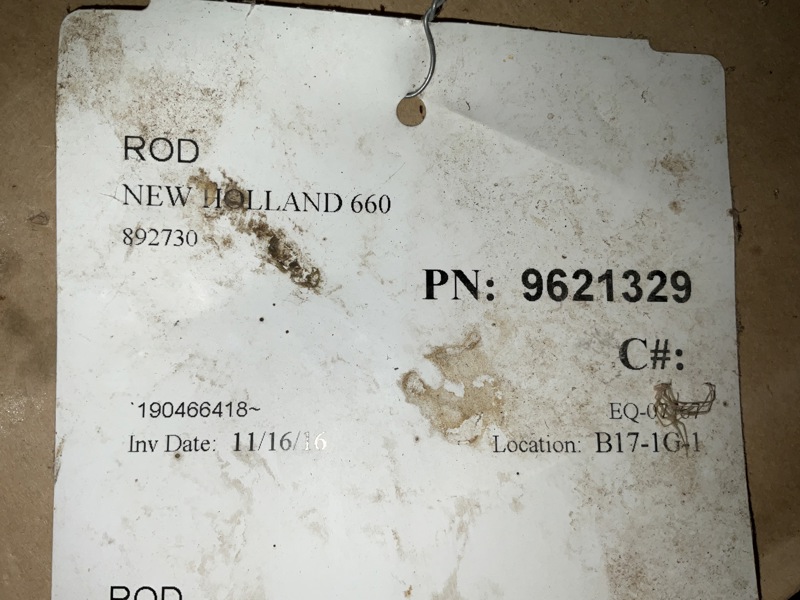 ROD
NEW HOLLAND 660
892730
PN: 9621329
C#:
`190466418~
Inv Date: 11/16/16
Location: B17-1G-1
ROD